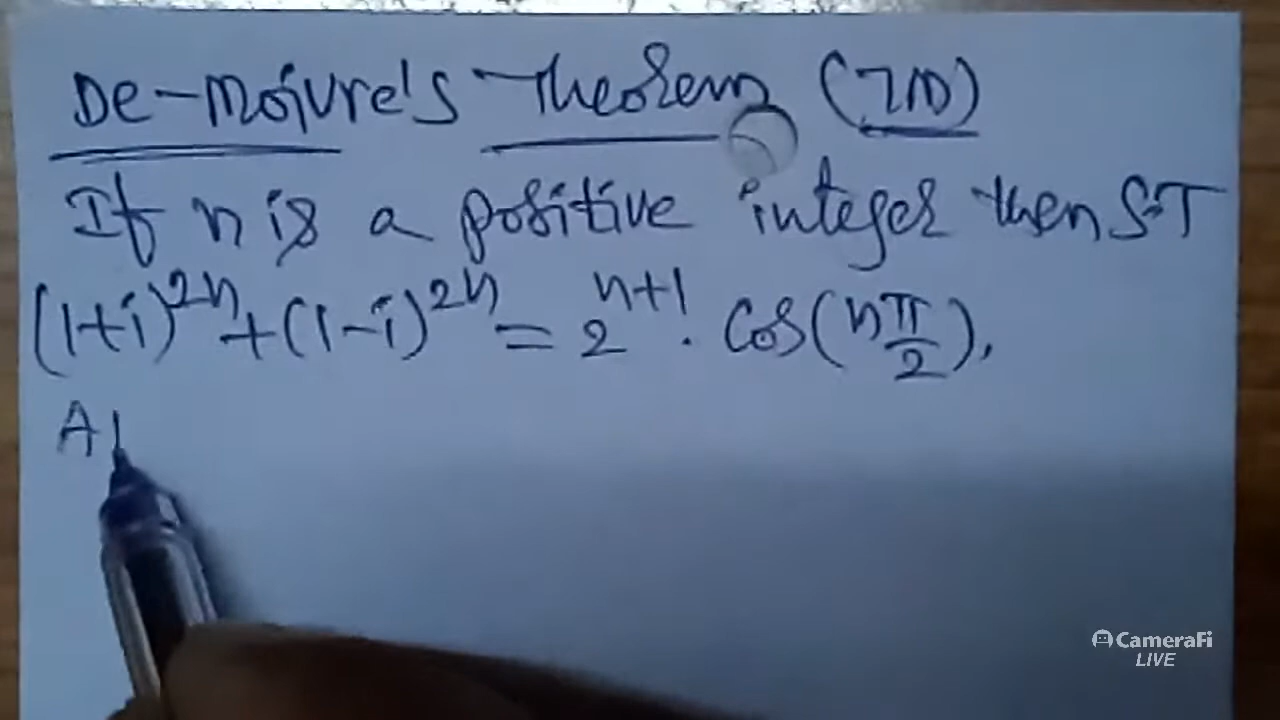 De-Moivre's Theorem (7M)
If n is a positive integer then S.T
(1+i)^2n + (1-i)^2n = 2^n+1 . Cos(nπ/2).
A
CameraFi
LIVE